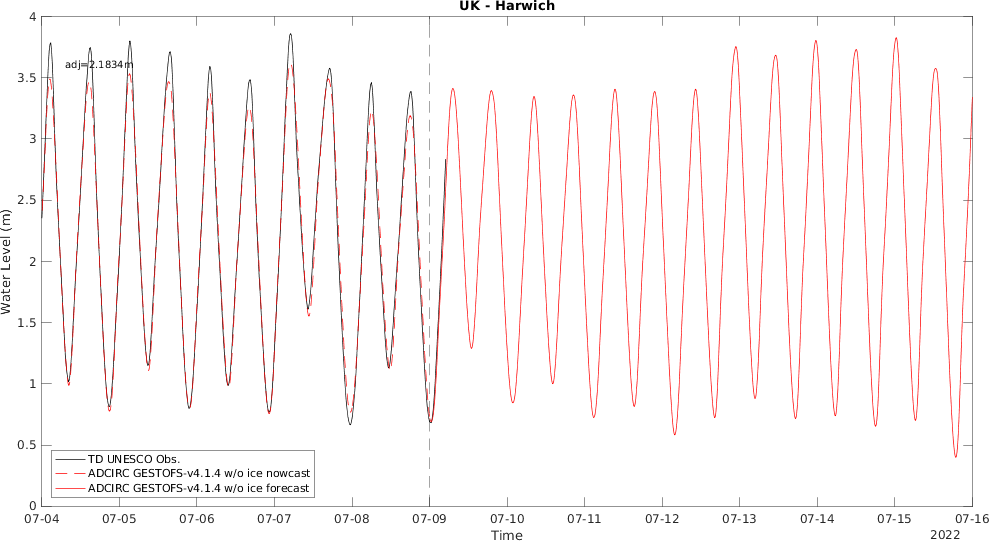 UK - Harwich
4
3.5
3
2.5
2
1.5
1
0.5
0
Water Level (m)
adj=2.1834m
TD UNESCO Obs.
ADCIRC GESTOFS-v4.1.4 w/o ice nowcast
ADCIRC GESTOFS-v4.1.4 w/o ice forecast
07-04 07-05 07-06 07-07 07-08 07-09 07-10 07-11 07-12 07-13 07-14 07-15 07-16
Time
2022